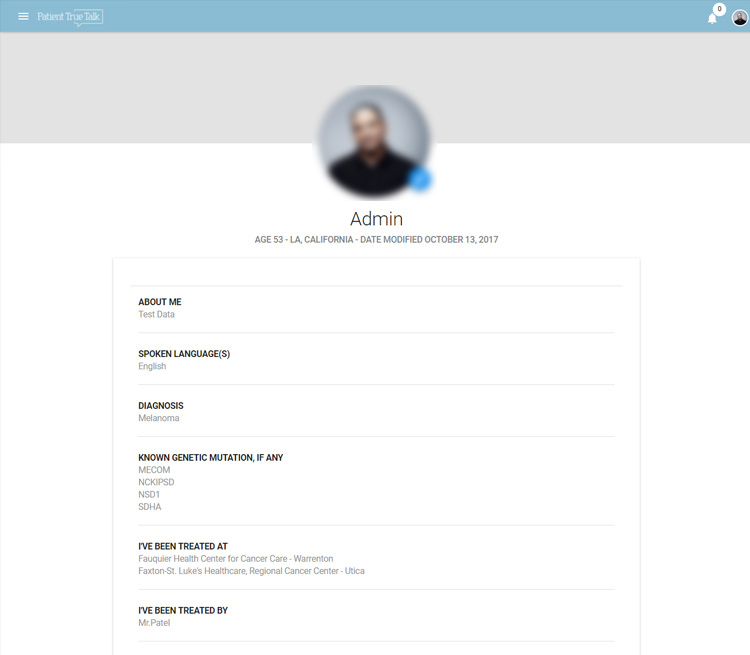 Patient True Talk
0
Admin
AGE 53 - LA, CALIFORNIA - DATE MODIFIED OCTOBER 13, 2017
ABOUT ME
Test Data
SPOKEN LANGUAGE(S)
English
DIAGNOSIS
Melanoma
KNOWN GENETIC MUTATION, IF ANY
MECOM
NCKIPSD
NSD1
SDHA
I'VE BEEN TREATED AT
Fauquier Health Center for Cancer Care - Warrenton
Faxton-St. Luke's Healthcare, Regional Cancer Center - Utica
I'VE BEEN TREATED BY
Mr.Patel